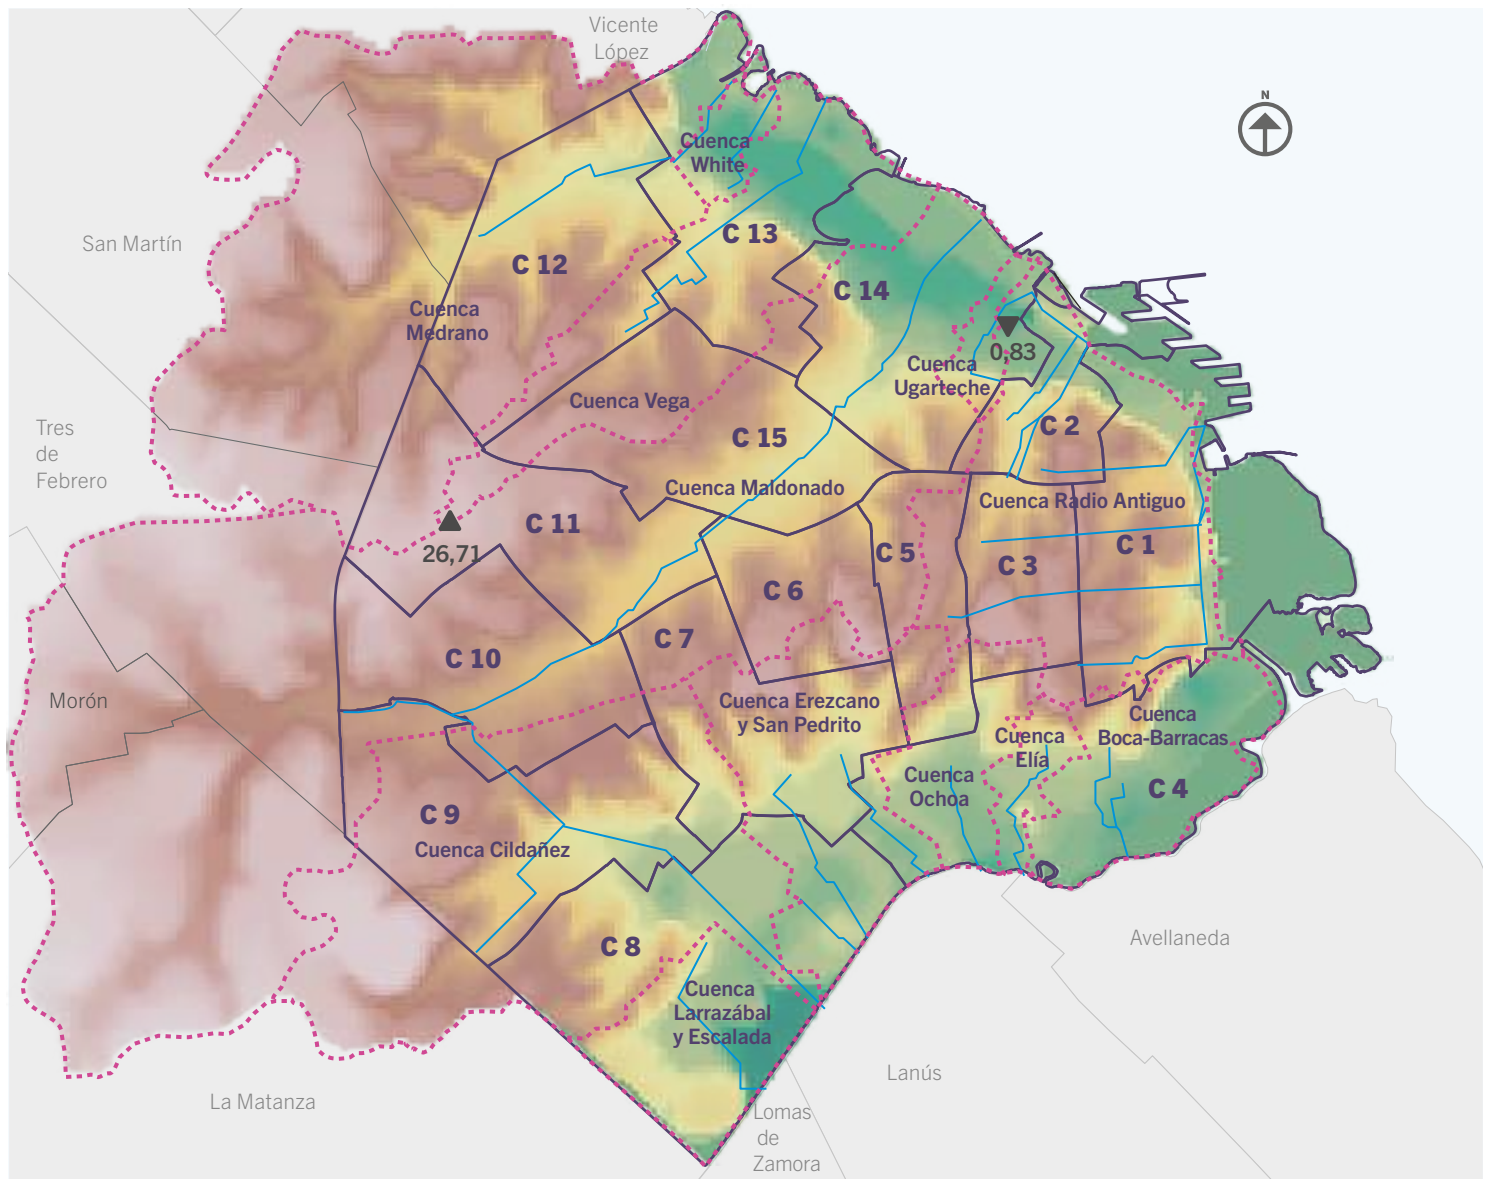 Vicente
López
N
Cuenca
White
San Martín
C 13
C 12
C 14
Cuenca
Medrano
0,83
Cuenca
Ugarteche
Cuenca Vega
C 2
Tres
de
Febrero
C 15
Cuenca Maldonado
Cuenca Radio Antiguo
C 11
26,71
C 5
C 1
C 3
C 6
C 7
C 10
Morón
Cuenca Erezcano
y San Pedrito
Cuenca
Boca-Barracas
Cuenca
Elía
Cuenca
Ochoa
C 4
C 9
Cuenca Cildañez
C 8
Avellaneda
Cuenca
Larrazábal
y Escalada
Lanús
La Matanza
Lomas
de
Zamora